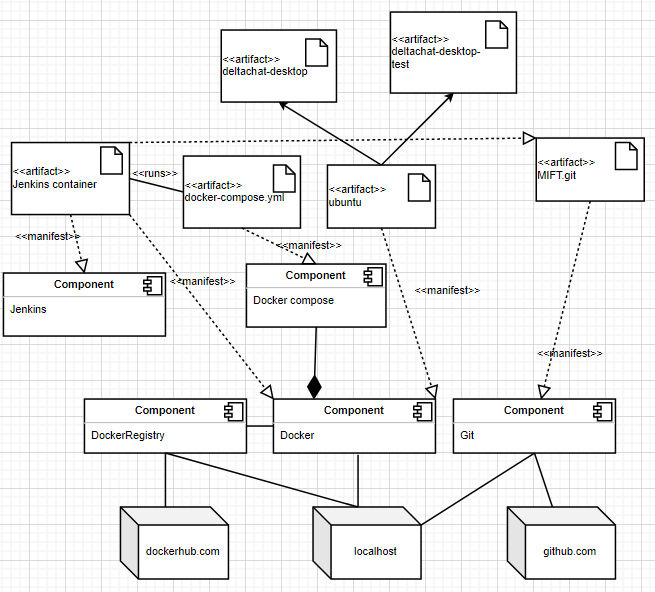 <<artifact>>
deltachat-desktop-
test
<<artifact>>
deltachat-desktop
<<artifact>>
Jenkins container
<<runs>>
<<artifact>>
docker-compose.yml
<<artifact>>
ubuntu
<<artifact>>
MIFT.git
<<manifest>>
<<manifest>>
<<manifest>>
<<manifest>>
<<manifest>>
Component
Jenkins
Component
Docker compose
Component
DockerRegistry
Component
Docker
Component
Git
dockerhub.com
localhost
github.com